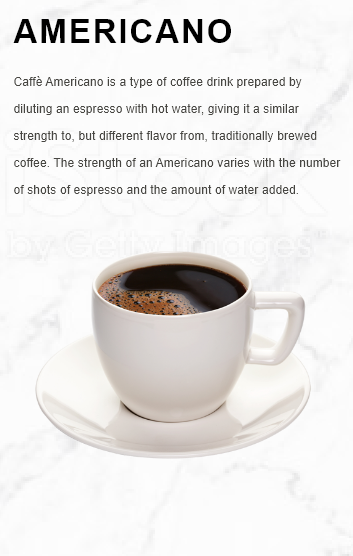 AMERICANO
Caffè Americano is a type of coffee drink prepared by
diluting an espresso with hot water, giving it a similar
strength to, but different flavor from, traditionally brewed
coffee. The strength of an Americano varies with the number
of shots of espresso and the amount of water added.
iStock
by Getty Images™